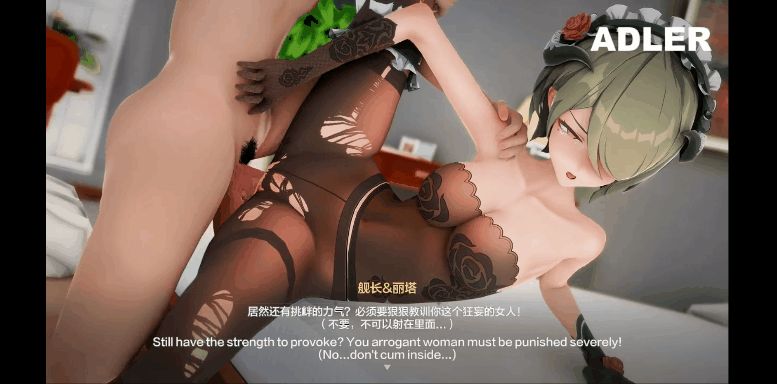 ADLER
舰长&丽塔
居然还有挑衅的力气？必须要狠狠教训你这个狂妄的女人！
（不要，不可以射在里面...）
Still have the strength to provoke? You arrogant woman must be punished severely!
(No...don't cum inside...)